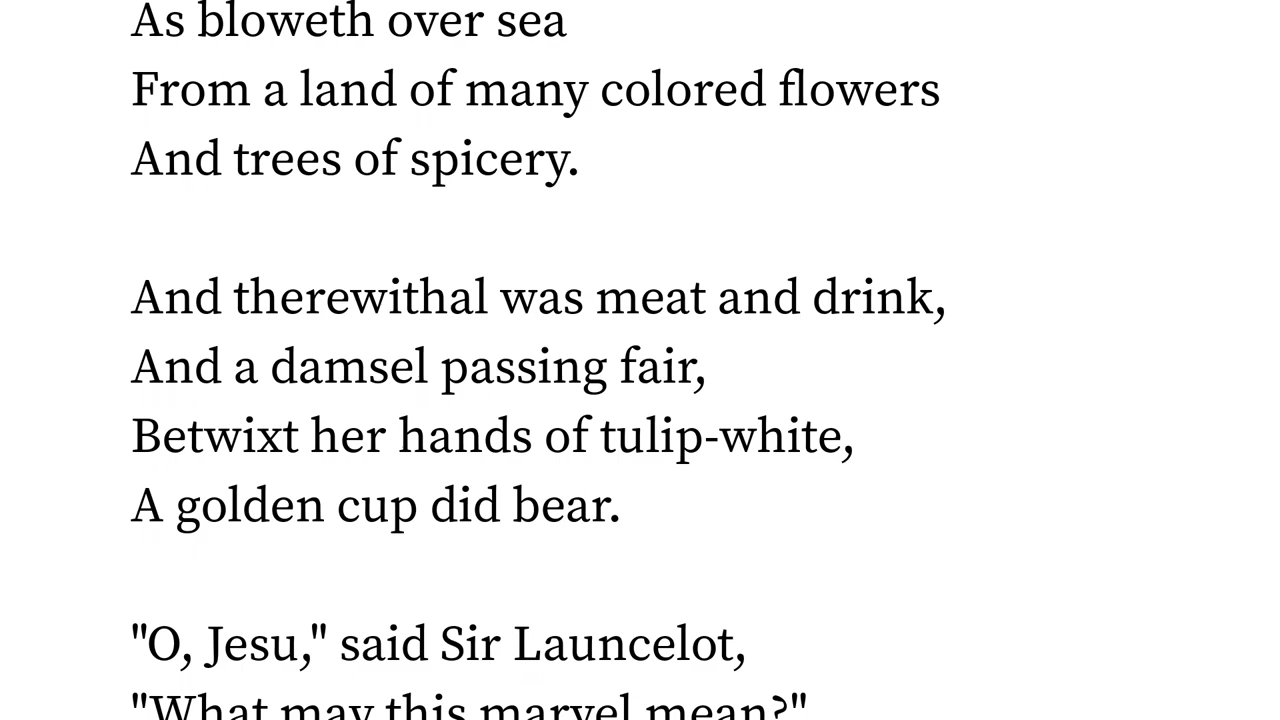 As bloweth over sea
From a land of many colored flowers
And trees of spicery.
And therewithal was meat and drink,
And a damsel passing fair,
Betwixt her hands of tulip-white,
A golden cup did bear.
"O, Jesu," said Sir Launcelot,
"What may this marvel mean?"